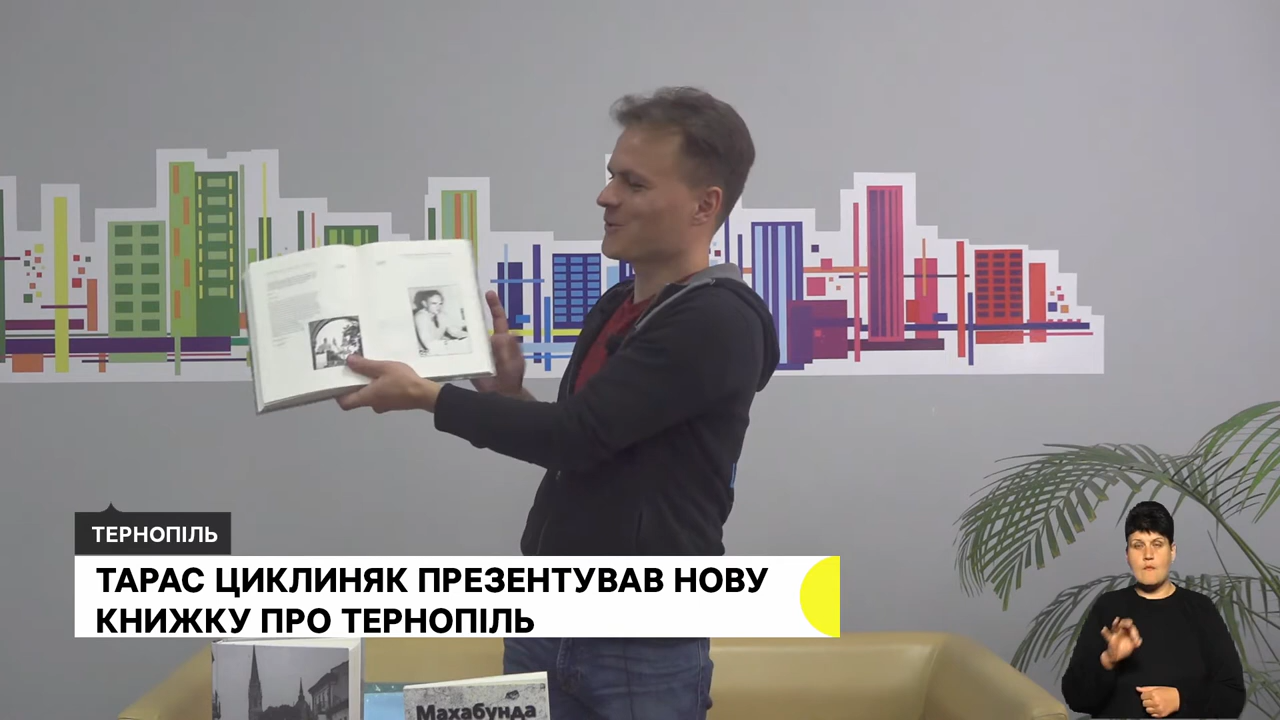 ТЕРНОПІЛЬ
ТАРАС ЦИКЛИНЯК ПРЕЗЕНТУВАВ НОВУ
КНИЖКУ ПРО ТЕРНОПІЛЬ
Махабунда